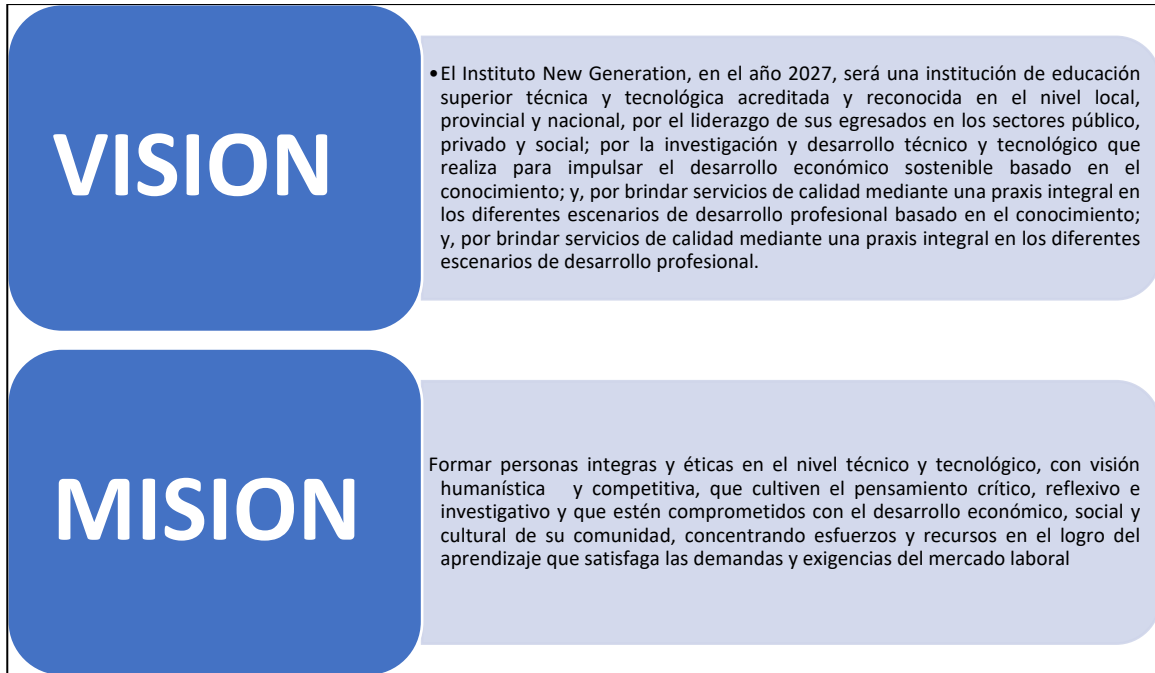 VISION
•El Instituto New Generation, en el año 2027, será una institución de educación
superior técnica y tecnológica acreditada y reconocida en el nivel local,
provincial y nacional, por el liderazgo de sus egresados en los sectores público,
privado y social; por la investigación y desarrollo técnico y tecnológico que
realiza para impulsar el desarrollo económico sostenible basado en el
conocimiento; y, por brindar servicios de calidad mediante una praxis integral en
los diferentes escenarios de desarrollo profesional basado en el conocimiento;
y, por brindar servicios de calidad mediante una praxis integral en los diferentes
escenarios de desarrollo profesional.
MISION
Formar personas integras y éticas en el nivel técnico y tecnológico, con visión
humanística y competitiva, que cultiven el pensamiento crítico, reflexivo e
investigativo y que estén comprometidos con el desarrollo económico, social y
cultural de su comunidad, concentrando esfuerzos y recursos en el logro del
aprendizaje que satisfaga las demandas y exigencias del mercado laboral